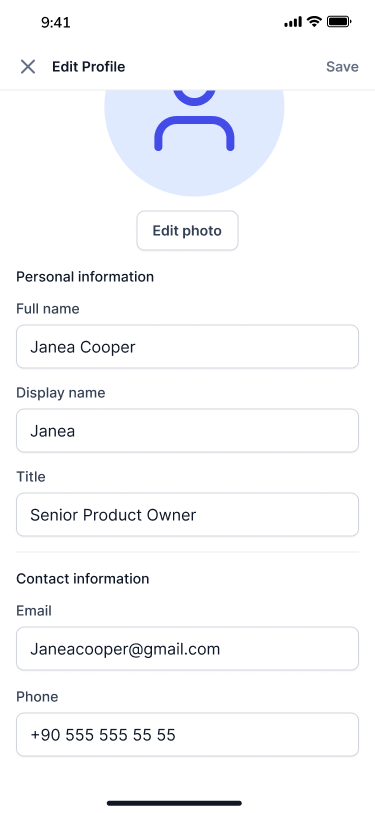 9:41
Edit Profile
Save
Edit photo
Personal information
Full name
Janea Cooper
Display name
Janea
Title
Senior Product Owner
Contact information
Email
Janeacooper@gmail.com
Phone
+90 555 555 55 55